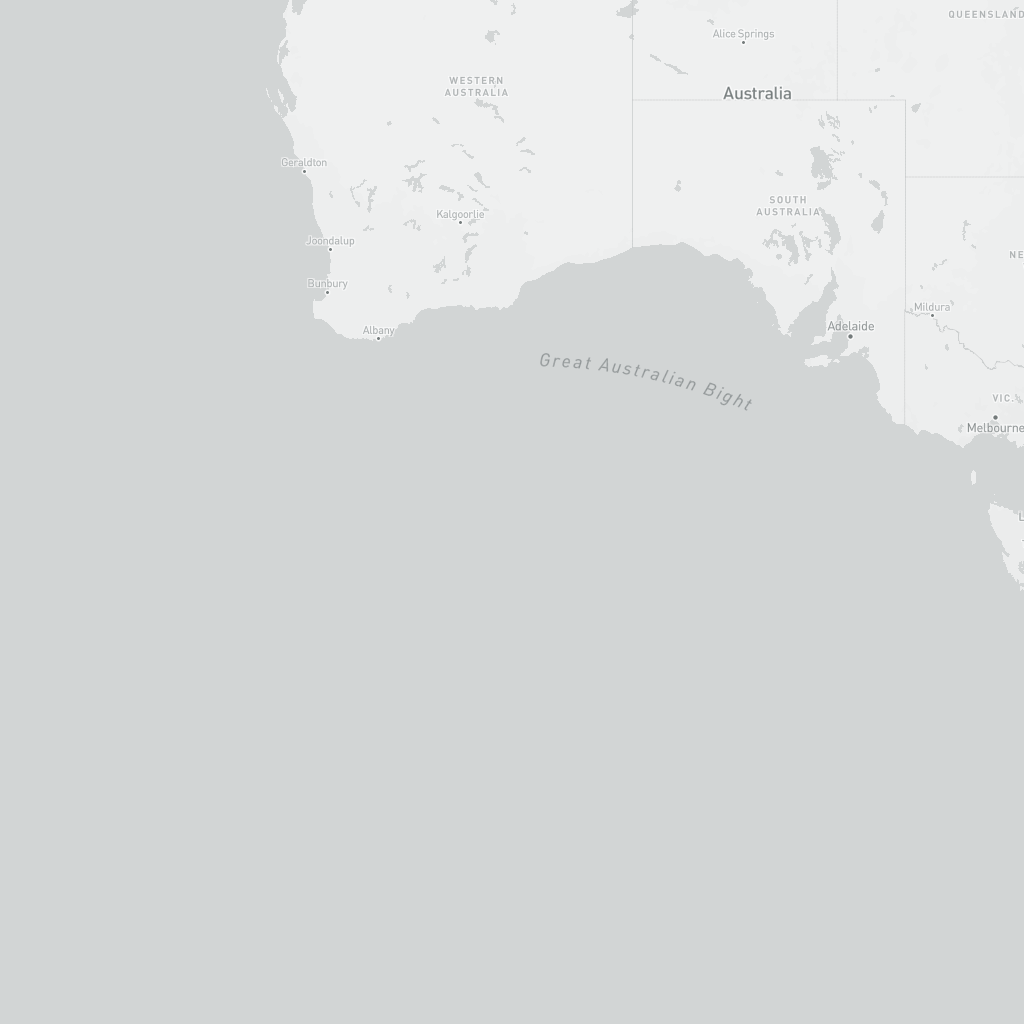 QUEENSLAND
Alice Springs
WESTERN
AUSTRALIA
Australia
Geraldton
SOUTH
AUSTRALIA
Kalgoorlie
Joondalup
NE
Bunbury
Mildura
Albany
Adelaide
Great Australian Bight
VIC.
Melbourne
L